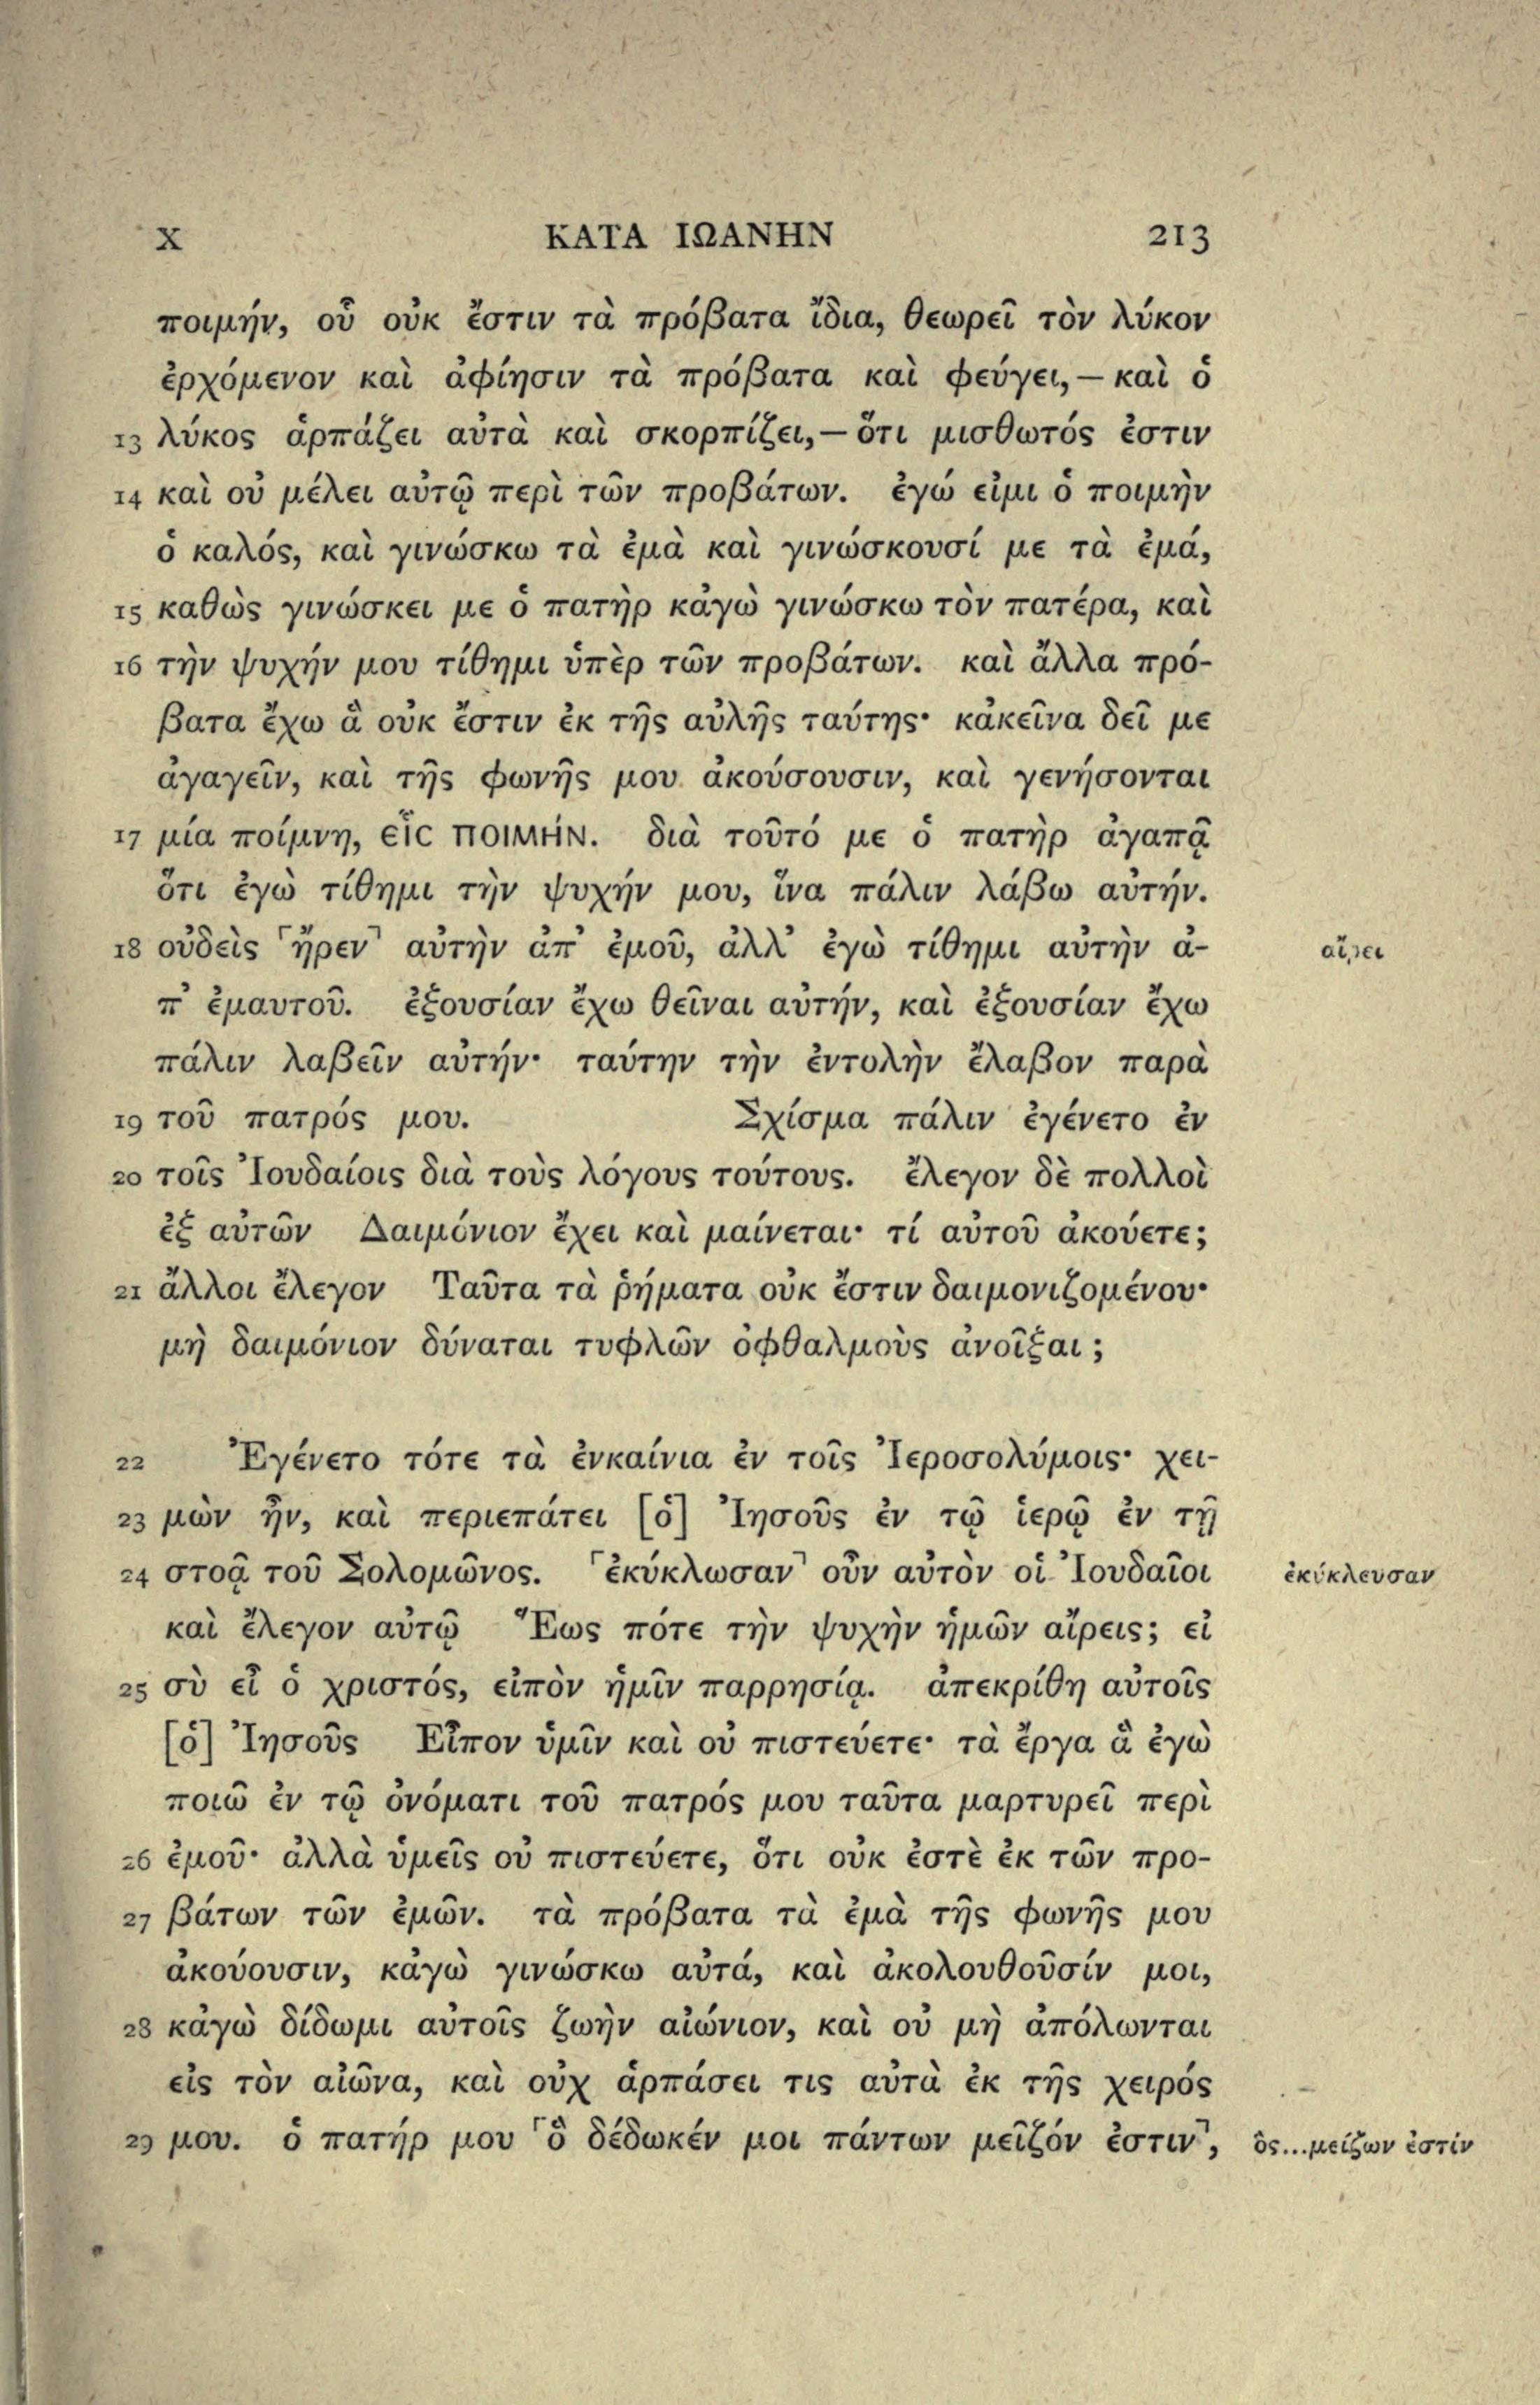 X ΚΑΤΑ ΙΩΑΝΗΝ 213
ποιμήν, οὗ οὐκ ἔστιν τὰ πρόβατα ἴδια, θεωρεῖ τὸν λύκον
ἐρχόμενον καὶ ἀφίησιν τὰ πρόβατα καὶ φεύγει,—καὶ ὁ
13 λύκος ἁρπάζει αὐτὰ καὶ σκορπίζει,—ὅτι μισθωτός ἐστιν
14 καὶ οὐ μέλει αὐτῷ περὶ τῶν προβάτων. ἐγώ εἰμι ὁ ποιμὴν
ὁ καλός, καὶ γινώσκω τὰ ἐμὰ καὶ γινώσκουσί με τὰ ἐμά,
15 καθὼς γινώσκει με ὁ πατὴρ κἀγὼ γινώσκω τὸν πατέρα, καὶ
16 τὴν ψυχήν μου τίθημι ὑπὲρ τῶν προβάτων. καὶ ἄλλα πρό-
βατα ἔχω ἃ οὐκ ἔστιν ἐκ τῆς αὐλῆς ταύτης· κἀκεῖνα δεῖ με
ἀγαγεῖν, καὶ τῆς φωνῆς μου ἀκούσουσιν, καὶ γενήσονται
17 μία ποίμνη, εἷc ποιμήν. διὰ τοῦτό με ὁ πατὴρ ἀγαπᾷ
ὅτι ἐγὼ τίθημι τὴν ψυχήν μου, ἵνα πάλιν λάβω αὐτήν.
18 οὐδεὶς ⸀ἦρεν⸣ αὐτὴν ἀπ᾽ ἐμοῦ, ἀλλ᾽ ἐγὼ τίθημι αὐτὴν ἀ- αἴρει
π᾽ ἐμαυτοῦ. ἐξουσίαν ἔχω θεῖναι αὐτήν, καὶ ἐξουσίαν ἔχω
πάλιν λαβεῖν αὐτήν· ταύτην τὴν ἐντολὴν ἔλαβον παρὰ
19 τοῦ πατρός μου. Σχίσμα πάλιν ἐγένετο ἐν
20 τοῖς Ἰουδαίοις διὰ τοὺς λόγους τούτους. ἔλεγον δὲ πολλοὶ
ἐξ αὐτῶν Δαιμόνιον ἔχει καὶ μαίνεται· τί αὐτοῦ ἀκούετε;
21 ἄλλοι ἔλεγον Ταῦτα τὰ ῥήματα οὐκ ἔστιν δαιμονιζομένου·
μὴ δαιμόνιον δύναται τυφλῶν ὀφθαλμοὺς ἀνοῖξαι;
22 Ἐγένετο τότε τὰ ἐνκαίνια ἐν τοῖς Ἰεροσολύμοις· χει-
23 μὼν ἦν, καὶ περιεπάτει [ὁ] Ἰησοῦς ἐν τῷ ἱερῷ ἐν τῇ
24 στοᾷ τοῦ Σολομῶνος. ⸀ἐκύκλωσαν⸣ οὖν αὐτὸν οἱ Ἰουδαῖοι ἐκύκλευσαν
καὶ ἔλεγον αὐτῷ Ἕως πότε τὴν ψυχὴν ἡμῶν αἴρεις; εἰ
25 σὺ εἶ ὁ χριστός, εἰπὸν ἡμῖν παρρησίᾳ. ἀπεκρίθη αὐτοῖς
[ὁ] Ἰησοῦς Εἶπον ὑμῖν καὶ οὐ πιστεύετε· τὰ ἔργα ἃ ἐγὼ
ποιῶ ἐν τῷ ὀνόματι τοῦ πατρός μου ταῦτα μαρτυρεῖ περὶ
26 ἐμοῦ· ἀλλὰ ὑμεῖς οὐ πιστεύετε, ὅτι οὐκ ἐστὲ ἐκ τῶν προ-
27 βάτων τῶν ἐμῶν. τὰ πρόβατα τὰ ἐμὰ τῆς φωνῆς μου
ἀκούουσιν, κἀγὼ γινώσκω αὐτά, καὶ ἀκολουθοῦσίν μοι,
28 κἀγὼ δίδωμι αὐτοῖς ζωὴν αἰώνιον, καὶ οὐ μὴ ἀπόλωνται
εἰς τὸν αἰῶνα, καὶ οὐχ ἁρπάσει τις αὐτὰ ἐκ τῆς χειρός
29 μου. ὁ πατήρ μου ⸀ὃ δέδωκέν μοι πάντων μεῖζόν ἐστιν⸣, ὃς...μείζων ἐστίν